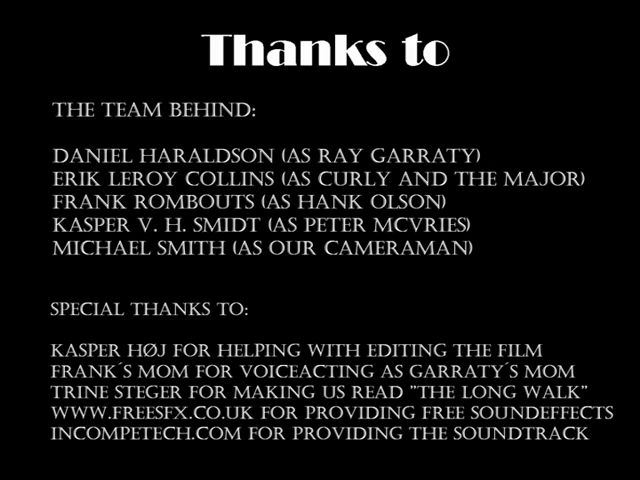 Thanks to
THE TEAM BEHIND:
DANIEL HARALDSON (AS RAY GARRATY)
ERIK LEROY COLLINS (AS CURLY AND THE MAJOR)
FRANK ROMBOUTS (AS HANK OLSON)
KASPER V. H. SMIDT (AS PETER MCVRIES)
MICHAEL SMITH (AS OUR CAMERAMAN)
SPECIAL THANKS TO:
KASPER HØJ FOR HELPING WITH EDITING THE FILM
FRANK´S MOM FOR VOICEACTING AS GARRATY´S MOM
TRINE STEGER FOR MAKING US READ "THE LONG WALK"
WWW.FREESFX.CO.UK FOR PROVIDING FREE SOUNDEFFECTS
INCOMPETECH.COM FOR PROVIDING THE SOUNDTRACK